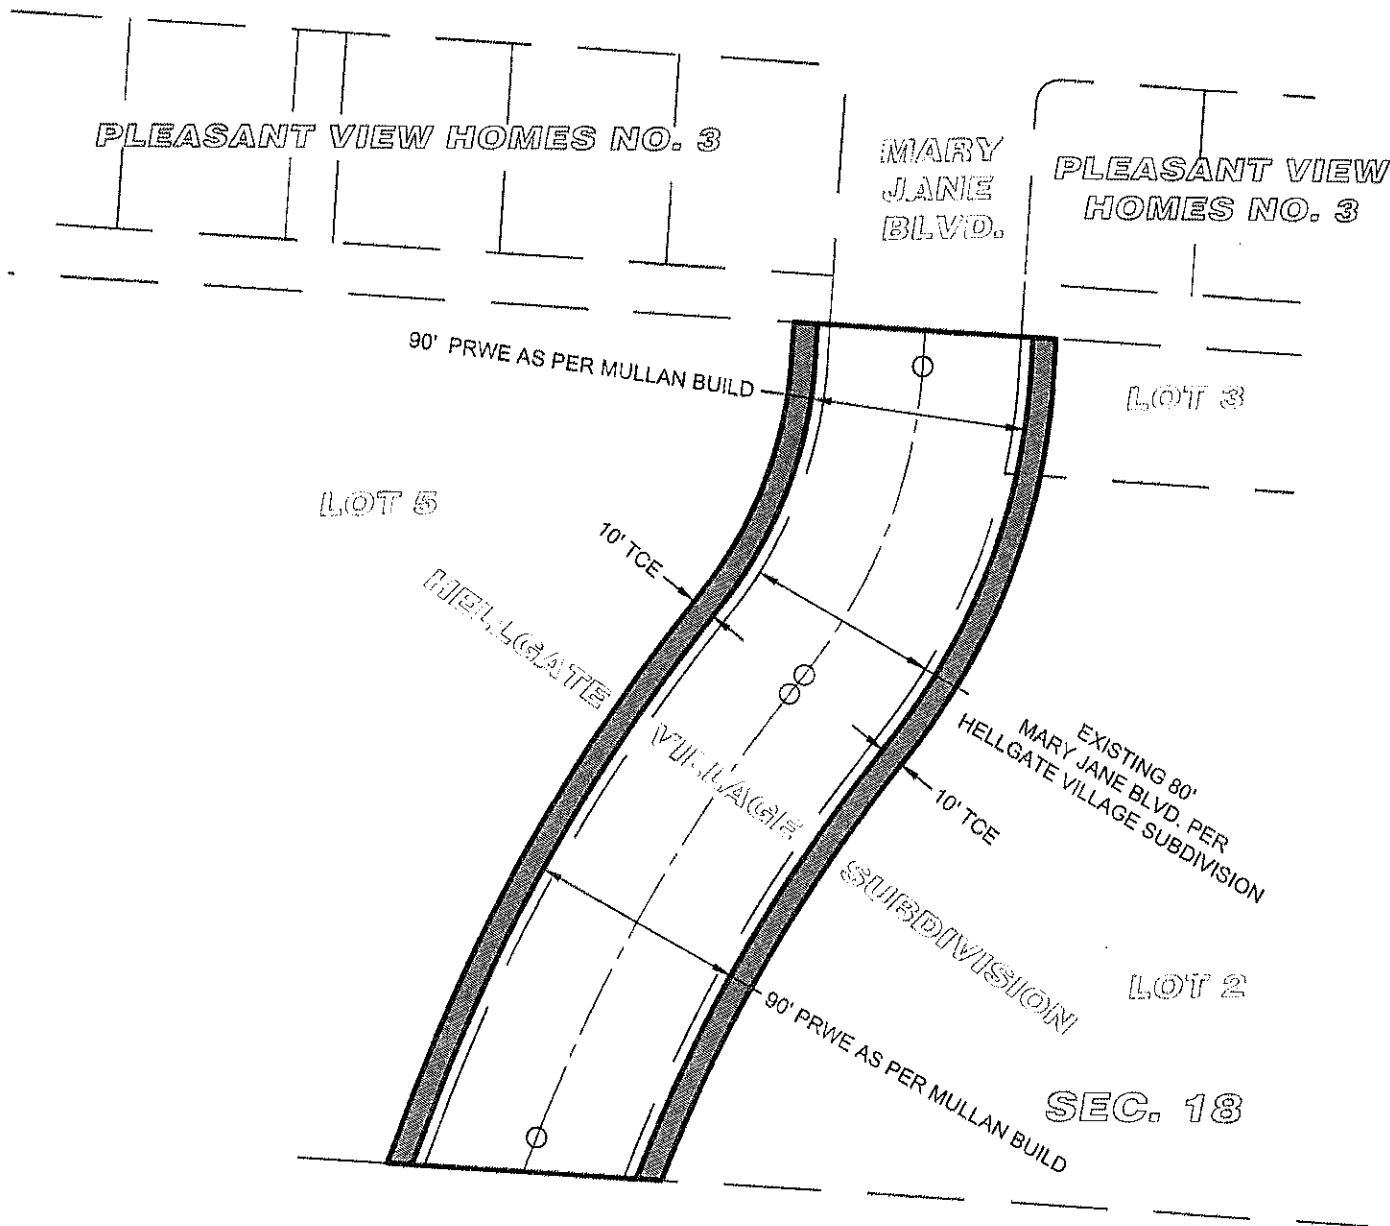 PLEASANT VIEW HOMES NO. 3
MARY
JANE
BLVD.
PLEASANT VIEW
HOMES NO. 3
90' PRWE AS PER MULLAN BUILD
LOT 3
LOT 5
10' TCE
HELLGATE
VILLAGE
SUBDIVISION
EXISTING 80'
MARY JANE BLVD. PER
HELLGATE VILLAGE SUBDIVISION
10' TCE
LOT 2
90' PRWE AS PER MULLAN BUILD
SEC. 18